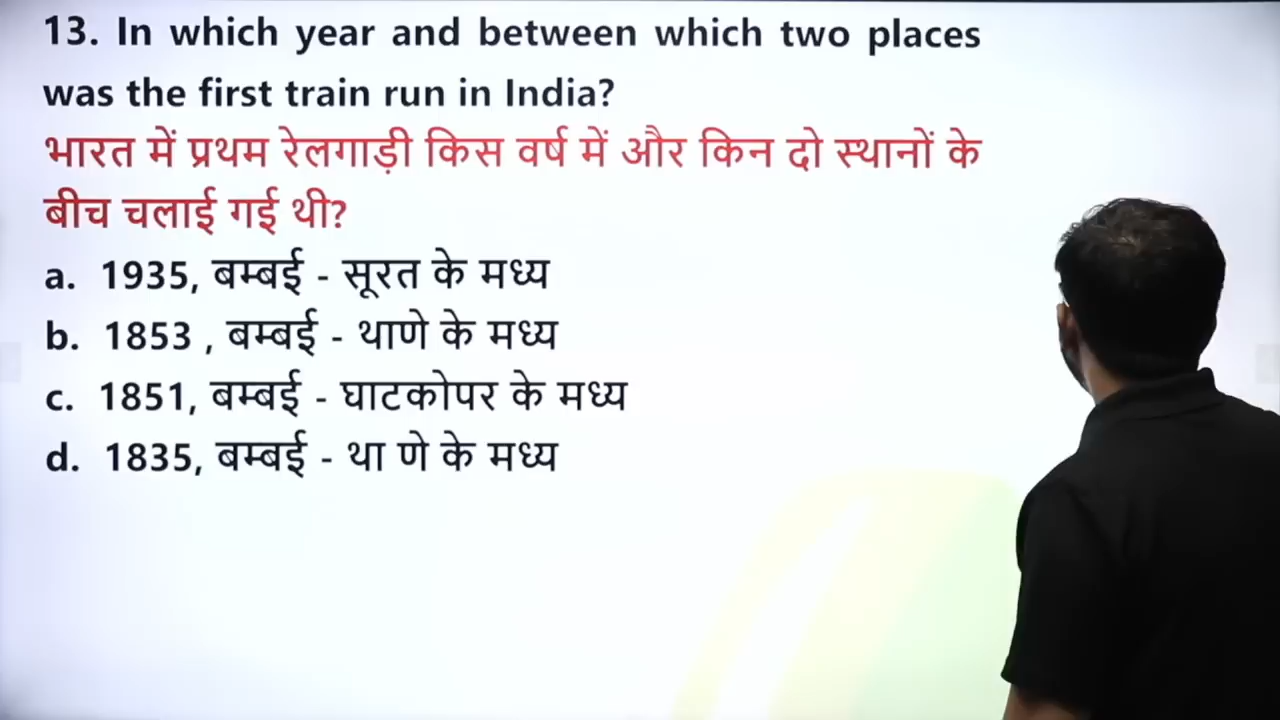 13. In which year and between which two places
was the first train run in India?
भारत में प्रथम रेलगाड़ी किस वर्ष में और किन दो स्थानों के
बीच चलाई गई थी?
a. 1935, बम्बई - सूरत के मध्य
b. 1853 , बम्बई - थाणे के मध्य
c. 1851, बम्बई - घाटकोपर के मध्य
d. 1835, बम्बई - था णे के मध्य